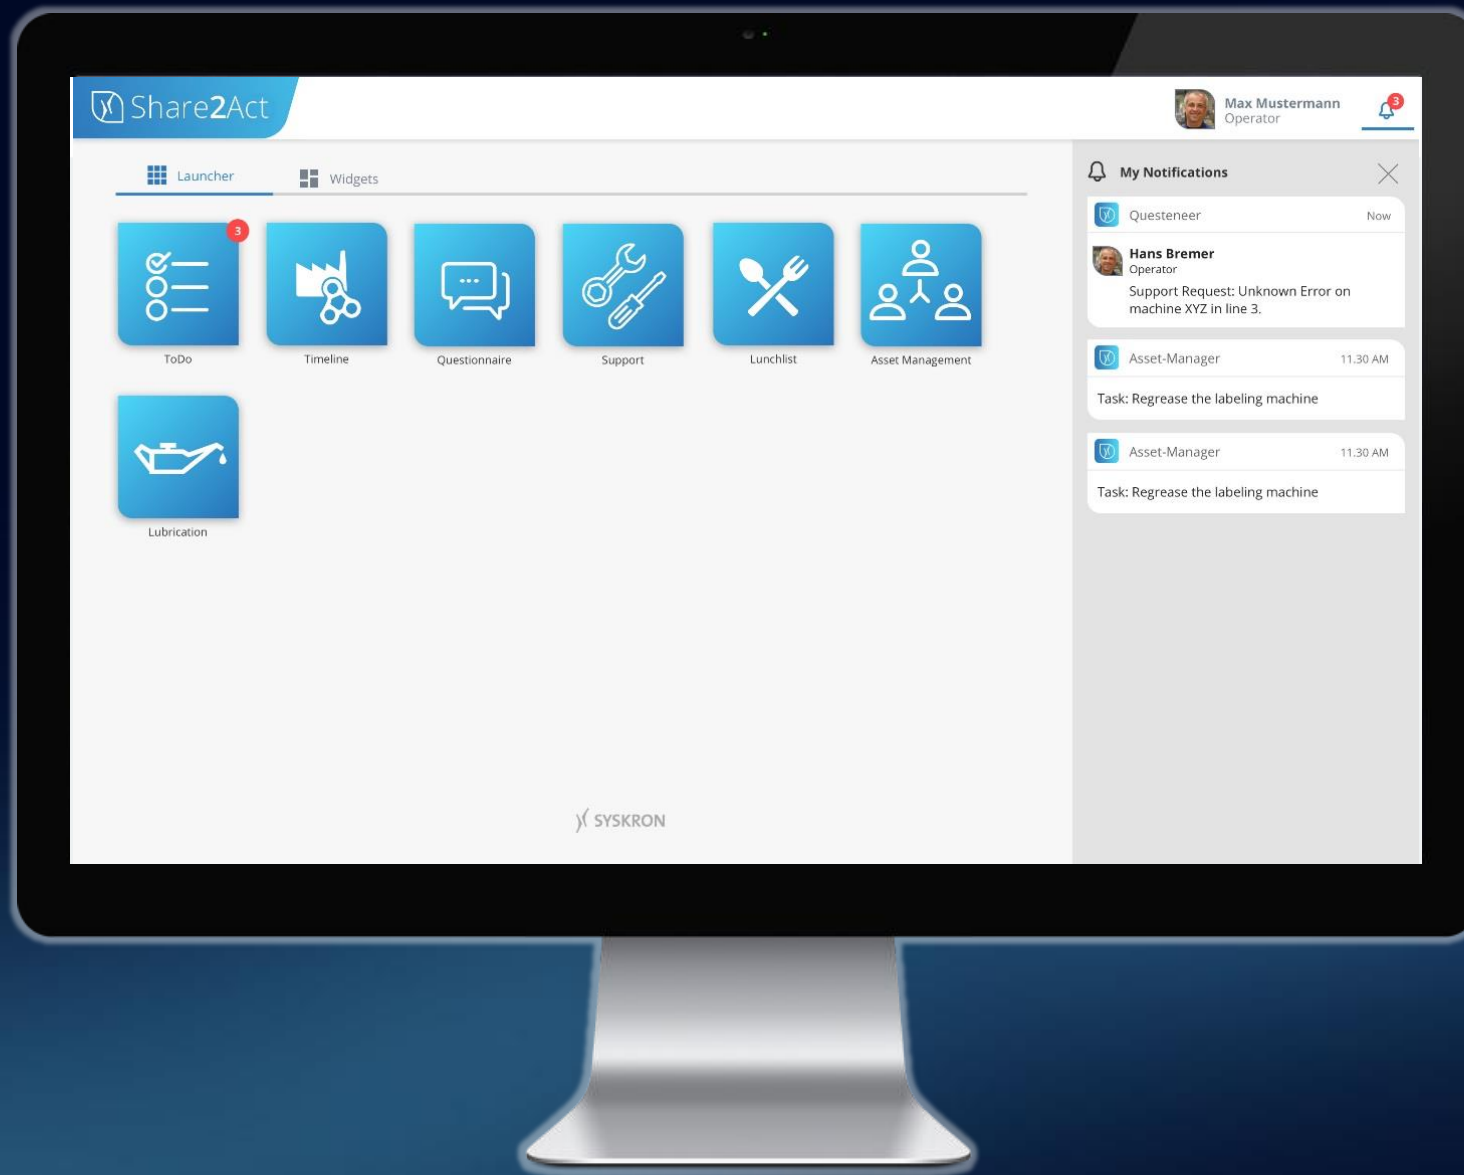 Share2Act
Max Mustermann
Operator
3
Launcher
Widgets
My Notifications
3
ToDo
Timeline
Questionnaire
Support
Lunchlist
Asset Management
Lubrication
Questeneer
Now
Hans Bremer
Operator
Support Request: Unknown Error on
machine XYZ in line 3.
Asset-Manager
11.30 AM
Task: Regrease the labeling machine
Asset-Manager
11.30 AM
Task: Regrease the labeling machine
SYSKRON